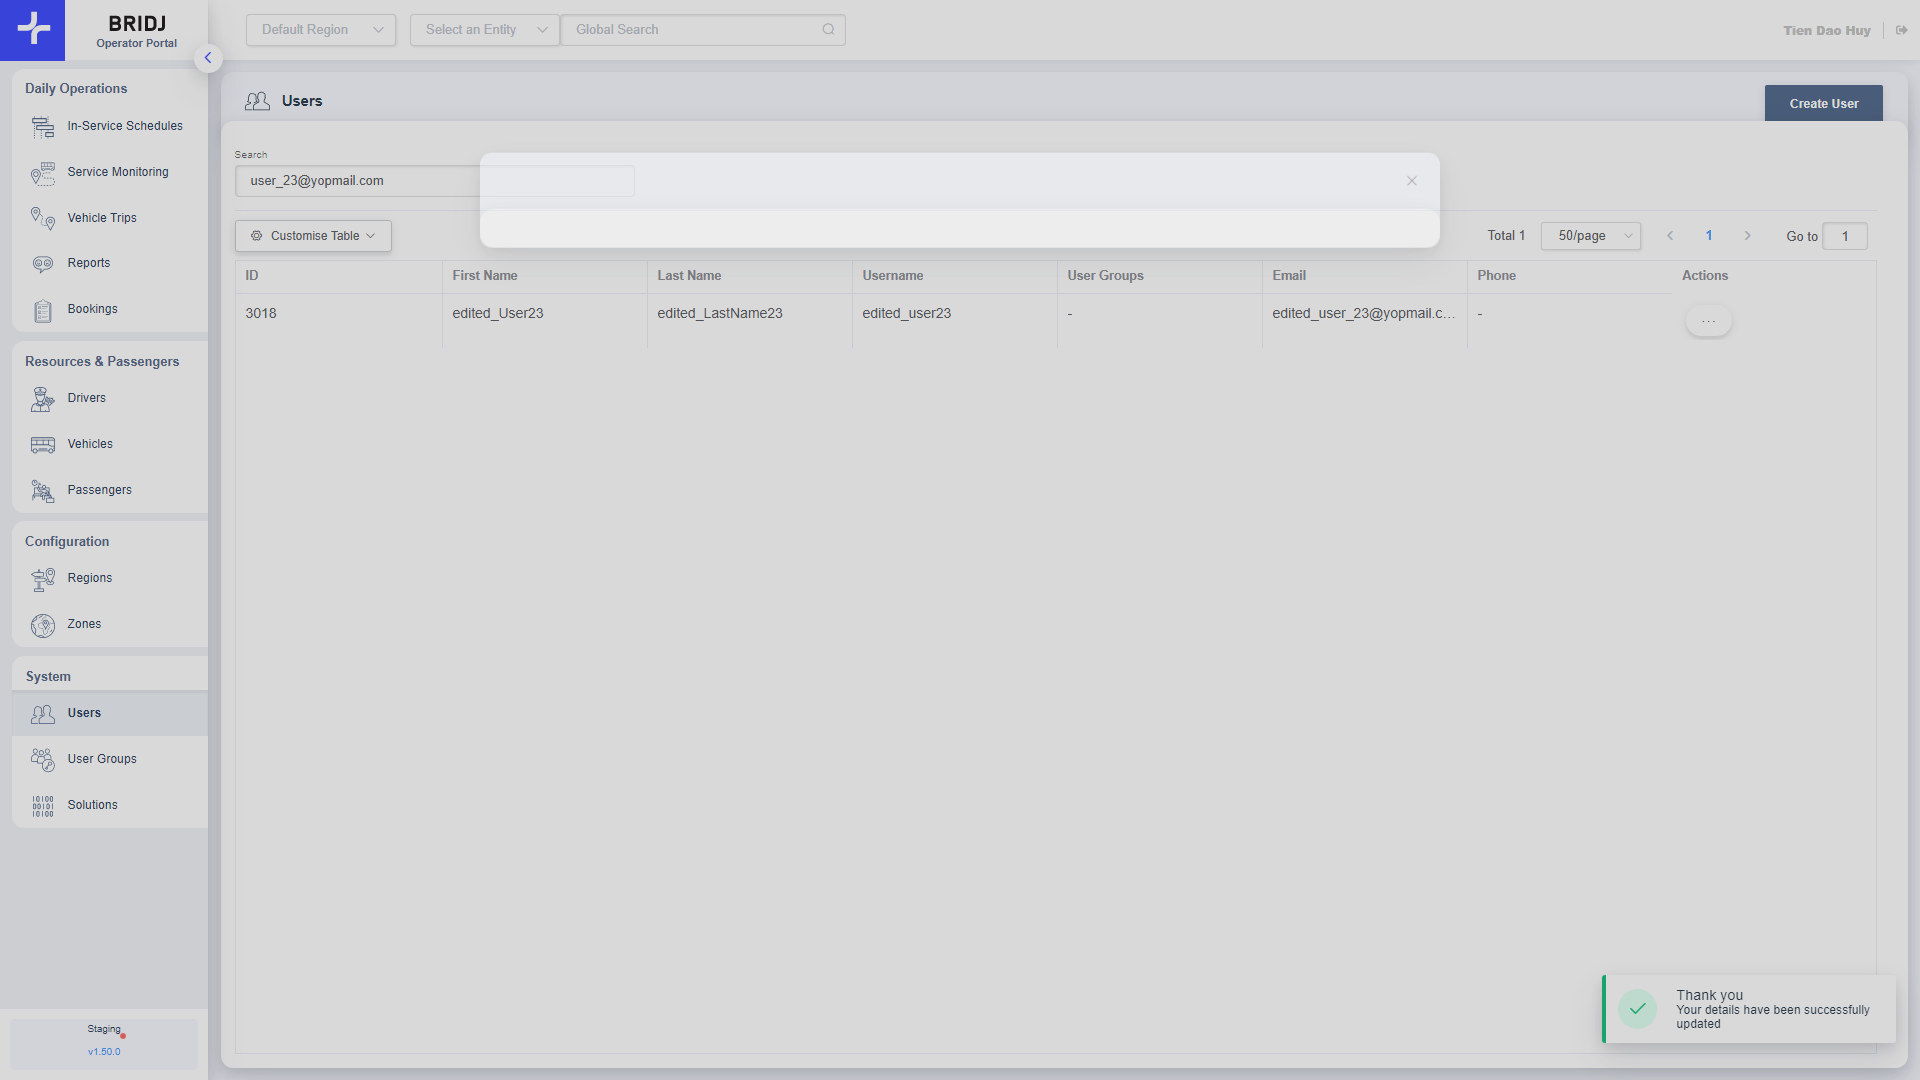 BRIDJ
Operator Portal
Default Region
Select an Entity
Global Search
Tien Dao Huy
Daily Operations
In-Service Schedules
Service Monitoring
Vehicle Trips
Reports
Bookings
Resources & Passengers
Drivers
Vehicles
Passengers
Configuration
Regions
Zones
System
Users
User Groups
Solutions
Staging
v1.50.0
Users
Create User
Search
user_23@yopmail.com
Customise Table
Total 1
50/page
1
Go to
1
ID First Name Last Name Username User Groups Email Phone Actions
3018 edited_User23 edited_LastName23 edited_user23 - edited_user_23@yopmail.c... - ...
Thank you
Your details have been successfully
updated